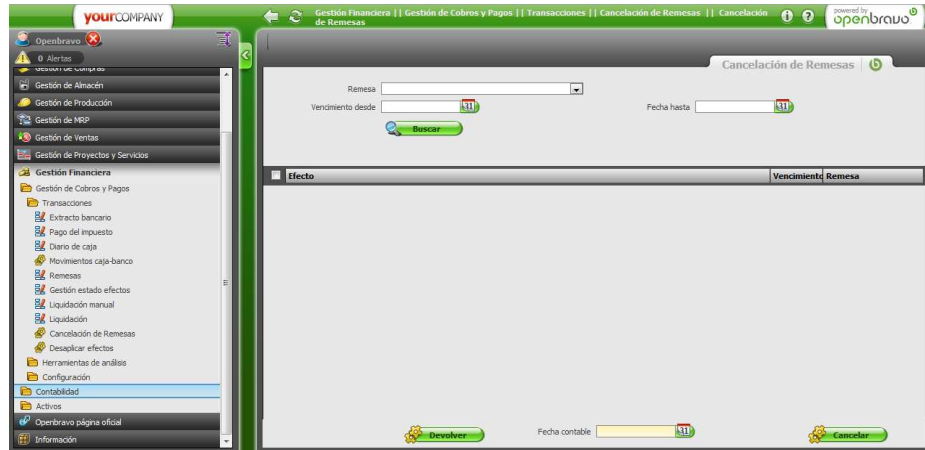 yourCOMPANY
Gestión Financiera || Gestión de Cobros y Pagos || Transacciones || Cancelación de Remesas || Cancelación
de Remesas
powered by
openbravo
Openbravo
0 Alertas
Gestión de Compras
Gestión de Almacén
Gestión de Producción
Gestión de MRP
Gestión de Ventas
Gestión de Proyectos y Servicios
Gestión Financiera
Gestión de Cobros y Pagos
Transacciones
Extracto bancario
Pago del impuesto
Diario de caja
Movimientos caja-banco
Remesas
Gestión estado efectos
Liquidación manual
Liquidación
Cancelación de Remesas
Desaplicar efectos
Herramientas de análisis
Configuración
Contabilidad
Activos
Openbravo página oficial
Información
Cancelación de Remesas
Remesa
Vencimiento desde 31 Fecha hasta 31
Buscar
Efecto Vencimiento Remesa
Devolver Fecha contable 31 Cancelar